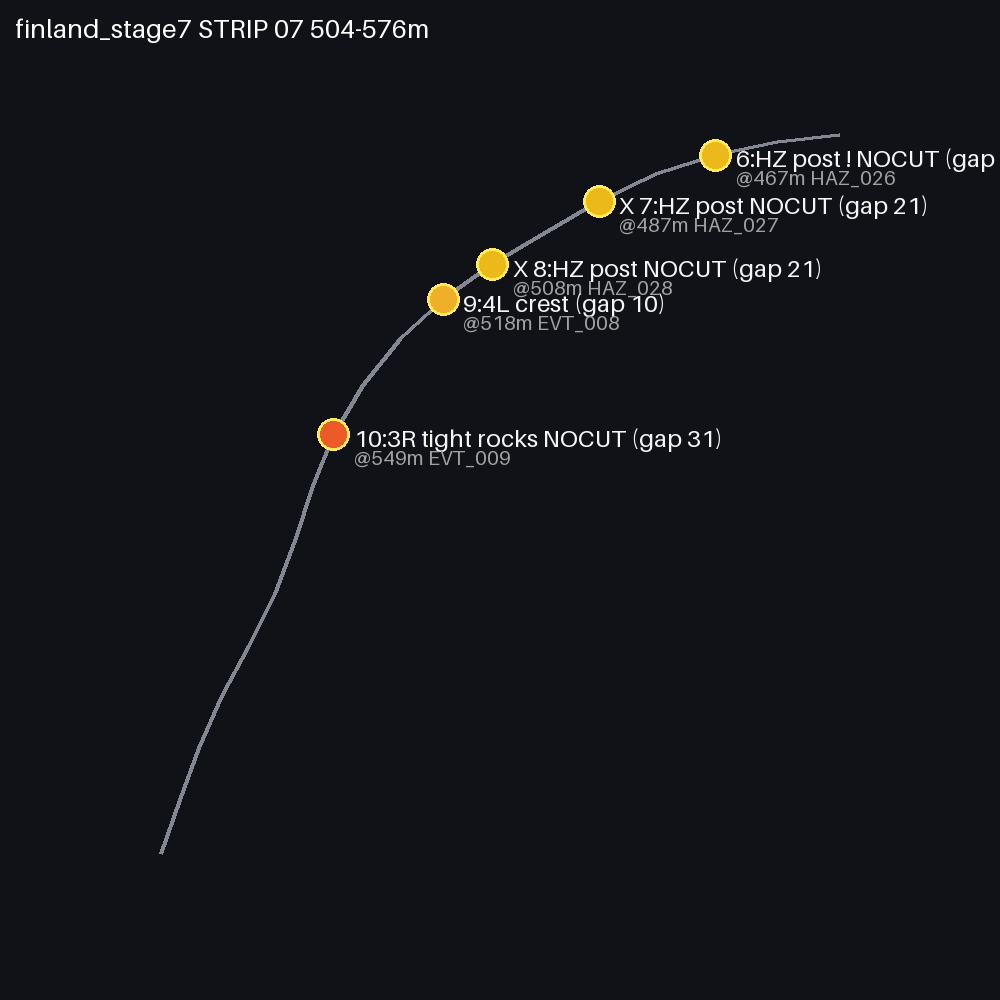 finland_stage7 STRIP 07 504-576m
6:HZ post ! NOCUT (gap
@467m HAZ_026
X 7:HZ post NOCUT (gap 21)
@487m HAZ_027
X 8:HZ post NOCUT (gap 21)
@508m HAZ_028
9:4L crest (gap 10)
@518m EVT_008
10:3R tight rocks NOCUT (gap 31)
@549m EVT_009